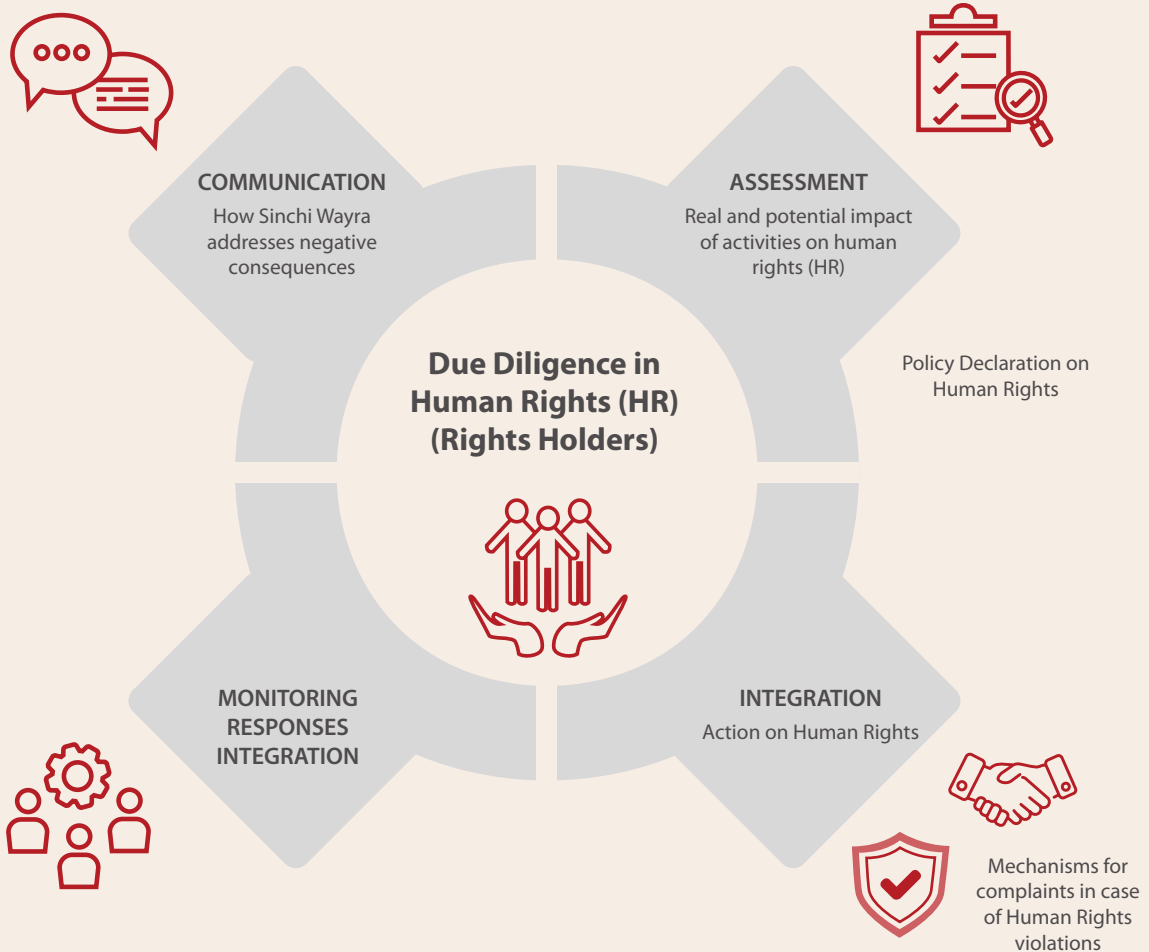 COMMUNICATION
How Sinchi Wayra
addresses negative
consequences
ASSESSMENT
Real and potential impact
of activities on human
rights (HR)
Due Diligence in
Human Rights (HR)
(Rights Holders)
Policy Declaration on
Human Rights
MONITORING
RESPONSES
INTEGRATION
INTEGRATION
Action on Human Rights
Mechanisms for
complaints in case
of Human Rights
violations